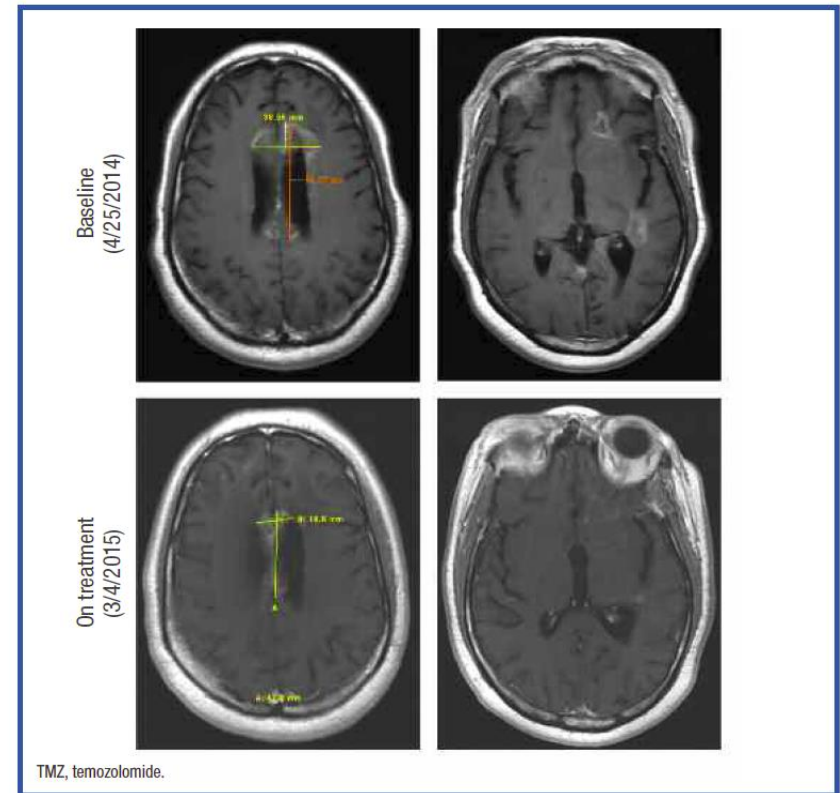 Baseline
(4/25/2014)
On treatment
(3/4/2015)
TMZ, temozolomide.